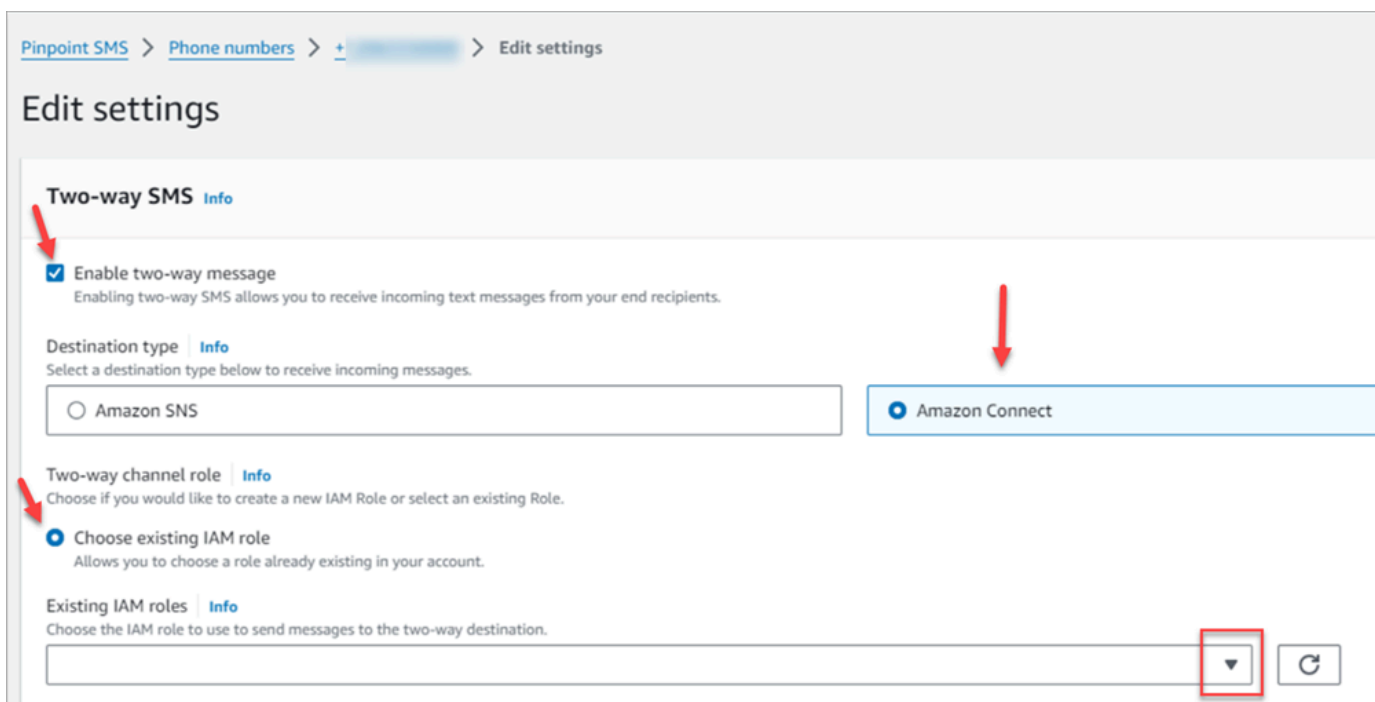 Pinpoint SMS > Phone numbers > + > Edit settings
Edit settings
Two-way SMS Info
Enable two-way message
Enabling two-way SMS allows you to receive incoming text messages from your end recipients.
Destination type Info
Select a destination type below to receive incoming messages.
Amazon SNS Amazon Connect
Two-way channel role Info
Choose if you would like to create a new IAM Role or select an existing Role.
Choose existing IAM role
Allows you to choose a role already existing in your account.
Existing IAM roles Info
Choose the IAM role to use to send messages to the two-way destination.